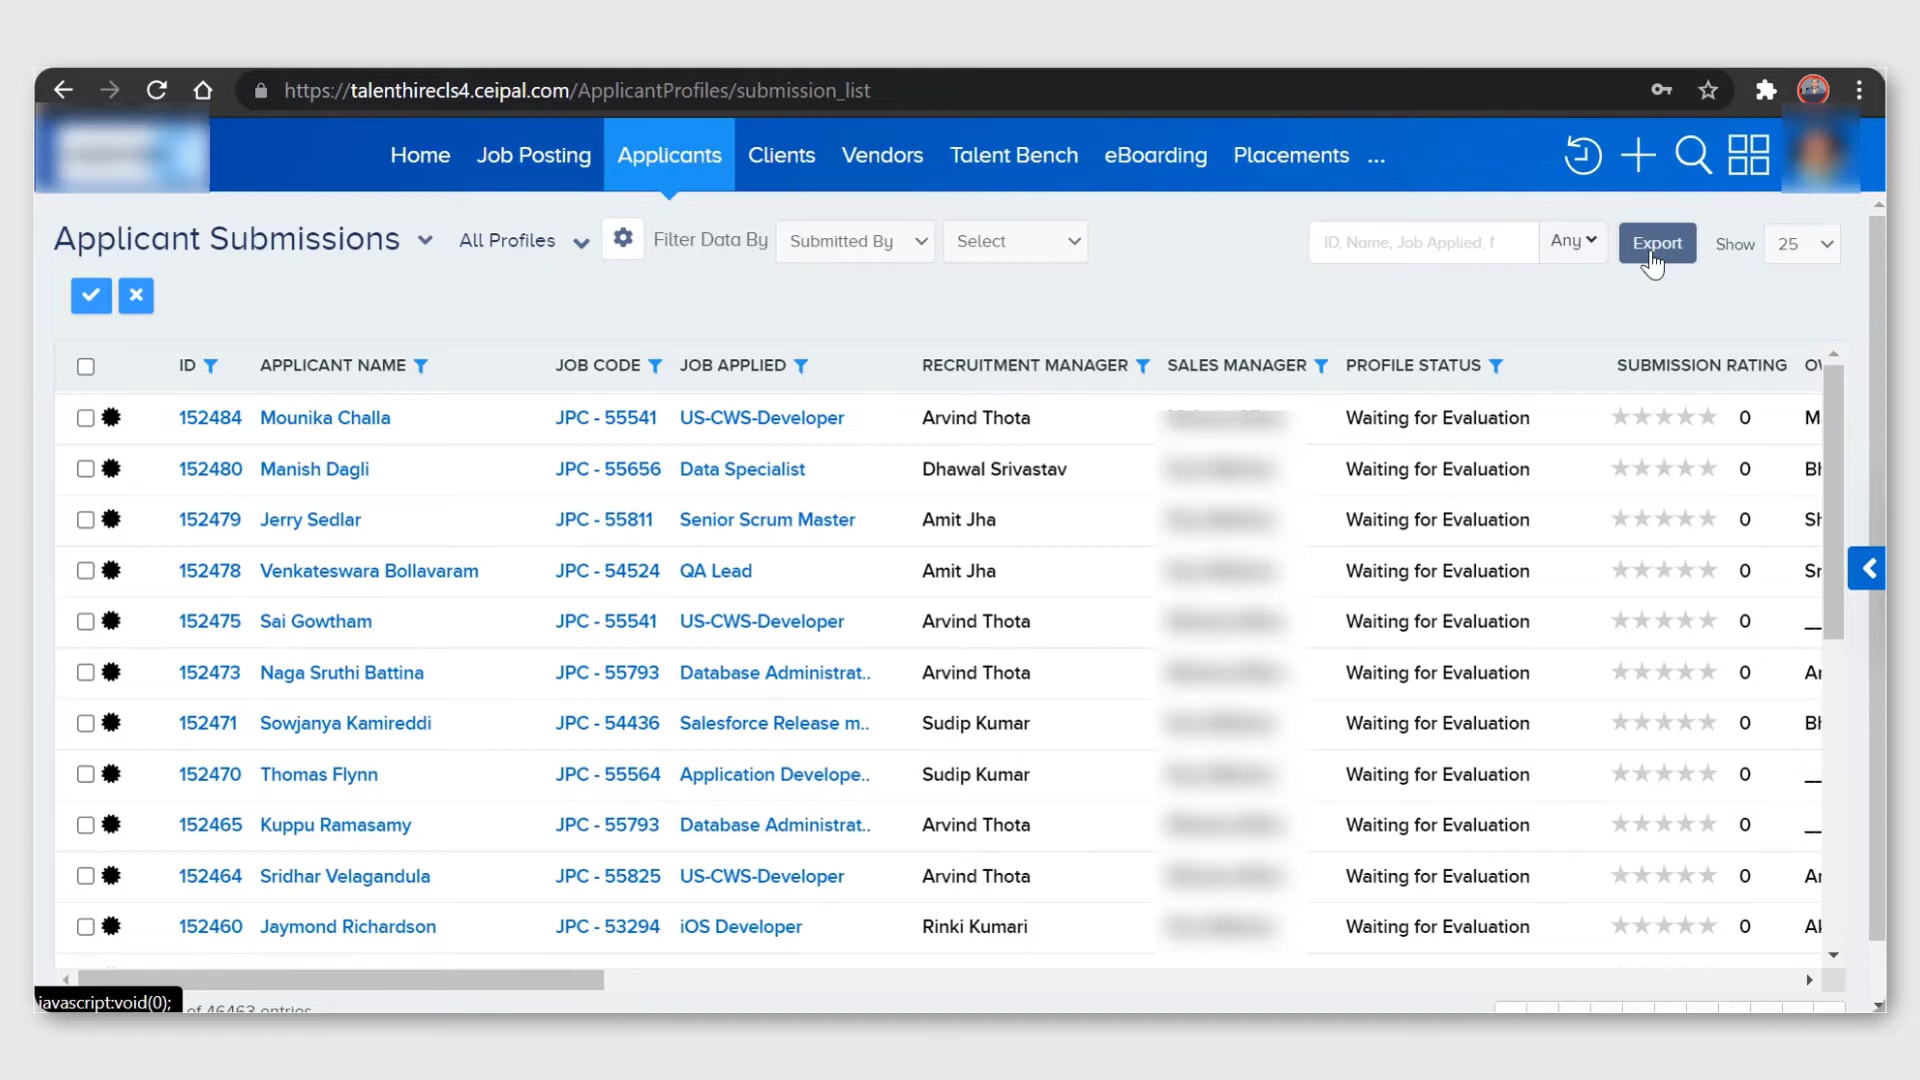 https://talenthirecls4.ceipal.com/ApplicantProfiles/submission_list
Home Job Posting Applicants Clients Vendors Talent Bench eBoarding Placements ...
Applicant Submissions All Profiles Filter Data By Submitted By Select ID, Name, Job Applied, Any Export Show 25
ID APPLICANT NAME JOB CODE JOB APPLIED RECRUITMENT MANAGER SALES MANAGER PROFILE STATUS SUBMISSION RATING
152484 Mounika Challa JPC - 55541 US-CWS-Developer Arvind Thota Waiting for Evaluation 0 M
152480 Manish Dagli JPC - 55656 Data Specialist Dhawal Srivastav Waiting for Evaluation 0
152479 Jerry Sedlar JPC - 55811 Senior Scrum Master Amit Jha Waiting for Evaluation 0
152478 Venkateswara Bollavaram JPC - 54524 QA Lead Amit Jha Waiting for Evaluation 0
152475 Sai Gowtham JPC - 55541 US-CWS-Developer Arvind Thota Waiting for Evaluation 0
152473 Naga Sruthi Battina JPC - 55793 Database Administrat.. Arvind Thota Waiting for Evaluation 0
152471 Sowjanya Kamireddi JPC - 54436 Salesforce Release m.. Sudip Kumar Waiting for Evaluation 0
152470 Thomas Flynn JPC - 55564 Application Develope.. Sudip Kumar Waiting for Evaluation 0
152465 Kuppu Ramasamy JPC - 55793 Database Administrat.. Arvind Thota Waiting for Evaluation 0
152464 Sridhar Velagandula JPC - 55825 US-CWS-Developer Arvind Thota Waiting for Evaluation 0
152460 Jaymond Richardson JPC - 53294 iOS Developer Rinki Kumari Waiting for Evaluation 0
javascript:void(0); of 46463 entries